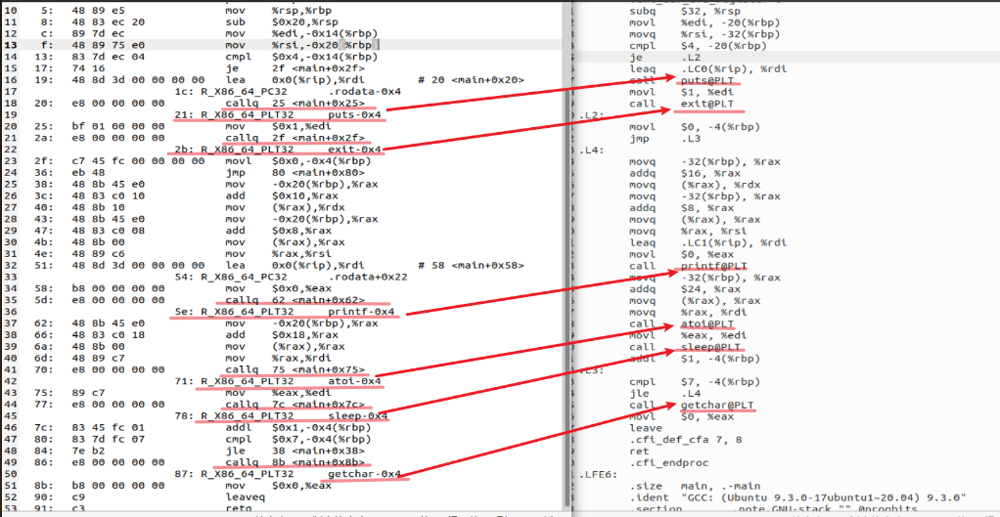 10 5: 48 89 e5 mov %rsp,%rbp
11 8: 48 83 ec 20 sub $0x20,%rsp
12 c: 89 7d ec mov %edi,-0x14(%rbp)
13 f: 48 89 75 e0 mov %rsi,-0x20(%rbp)
14 13: 83 7d ec 04 cmpl $0x4,-0x14(%rbp)
15 17: 74 16 je 2f <main+0x2f>
16 19: 48 8d 3d 00 00 00 00 lea 0x0(%rip),%rdi # 20 <main+0x20>
17 1c: R_X86_64_PC32 .rodata-0x4
18 20: e8 00 00 00 00 callq 25 <main+0x25>
19 21: R_X86_64_PLT32 puts-0x4
20 25: bf 01 00 00 00 mov $0x1,%edi
21 2a: e8 00 00 00 00 callq 2f <main+0x2f>
22 2b: R_X86_64_PLT32 exit-0x4
23 2f: c7 45 fc 00 00 00 00 movl $0x0,-0x4(%rbp)
24 36: eb 48 jmp 80 <main+0x80>
25 38: 48 8b 45 e0 mov -0x20(%rbp),%rax
26 3c: 48 83 c0 10 add $0x10,%rax
27 40: 48 8b 10 mov (%rax),%rdx
28 43: 48 8b 45 e0 mov -0x20(%rbp),%rax
29 47: 48 83 c0 08 add $0x8,%rax
30 4b: 48 8b 00 mov (%rax),%rax
31 4e: 48 89 c6 mov %rax,%rsi
32 51: 48 8d 3d 00 00 00 00 lea 0x0(%rip),%rdi # 58 <main+0x58>
33 54: R_X86_64_PC32 .rodata+0x22
34 58: b8 00 00 00 00 mov $0x0,%eax
35 5d: e8 00 00 00 00 callq 62 <main+0x62>
36 5e: R_X86_64_PLT32 printf-0x4
37 62: 48 8b 45 e0 mov -0x20(%rbp),%rax
38 66: 48 83 c0 18 add $0x18,%rax
39 6a: 48 8b 00 mov (%rax),%rax
40 6d: 48 89 c7 mov %rax,%rdi
41 70: e8 00 00 00 00 callq 75 <main+0x75>
42 71: R_X86_64_PLT32 atoi-0x4
43 75: 89 c7 mov %eax,%edi
44 77: e8 00 00 00 00 callq 7c <main+0x7c>
45 78: R_X86_64_PLT32 sleep-0x4
46 7c: 83 45 fc 01 addl $0x1,-0x4(%rbp)
47 80: 83 7d fc 07 cmpl $0x7,-0x4(%rbp)
48 84: 7e b2 jle 38 <main+0x38>
49 86: e8 00 00 00 00 callq 8b <main+0x8b>
50 87: R_X86_64_PLT32 getchar-0x4
51 8b: b8 00 00 00 00 mov $0x0,%eax
52 90: c9 leaveq
53 91: c3 retq
subq $32, %rsp
movl %edi, -20(%rbp)
movq %rsi, -32(%rbp)
cmpl $4, -20(%rbp)
je .L2
leaq .LC0(%rip), %rdi
call puts@PLT
movl $1, %edi
call exit@PLT
.L2:
movl $0, -4(%rbp)
jmp .L3
.L4:
movq -32(%rbp), %rax
addq $16, %rax
movq (%rax), %rdx
movq -32(%rbp), %rax
addq $8, %rax
movq (%rax), %rax
movq %rax, %rsi
leaq .LC1(%rip), %rdi
movl $0, %eax
call printf@PLT
movq -32(%rbp), %rax
addq $24, %rax
movq (%rax), %rax
movq %rax, %rdi
call atoi@PLT
movl %eax, %edi
call sleep@PLT
addl $1, -4(%rbp)
.L3:
cmpl $7, -4(%rbp)
jle .L4
call getchar@PLT
movl $0, %eax
leave
.cfi_def_cfa 7, 8
ret
.cfi_endproc
.LFE6:
.size main, .-main
.ident "GCC: (Ubuntu 9.3.0-17ubuntu1~20.04) 9.3.0"
.section .note.GNU-stack,"",@progbits